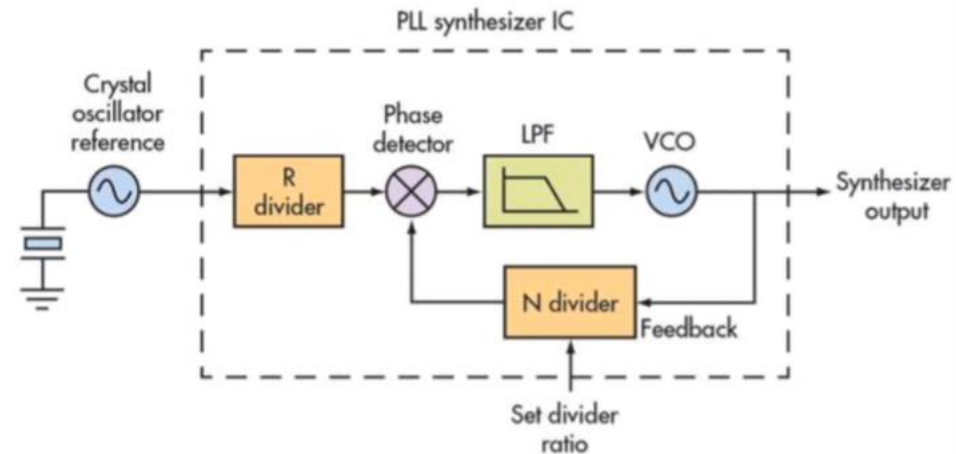 PLL synthesizer IC
Crystal
oscillator
reference
Phase
detector
LPF
VCO
R
divider
Synthesizer
output
N divider
Feedback
Set divider
ratio